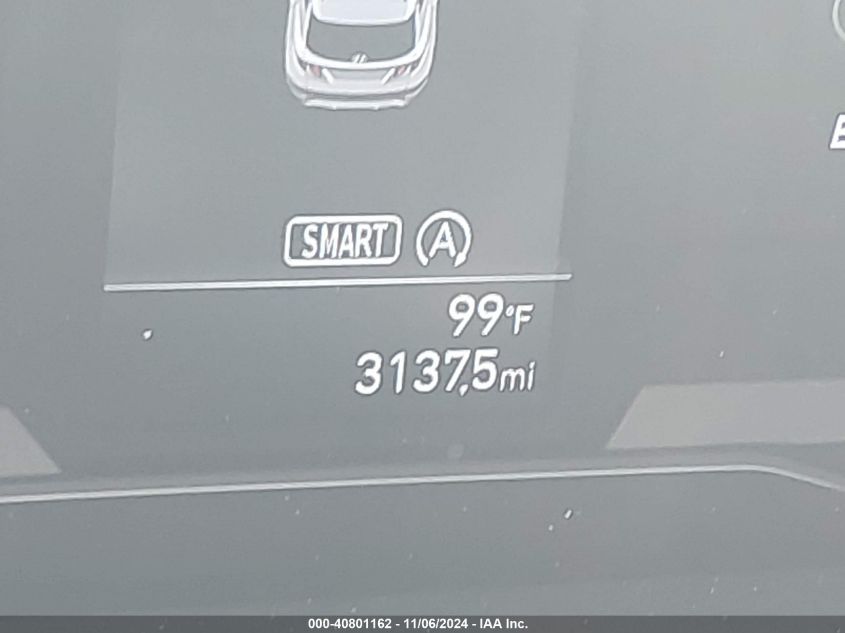 SMART A
99°F
31375mi
000-40801162 - 11/06/2024 - IAA Inc.